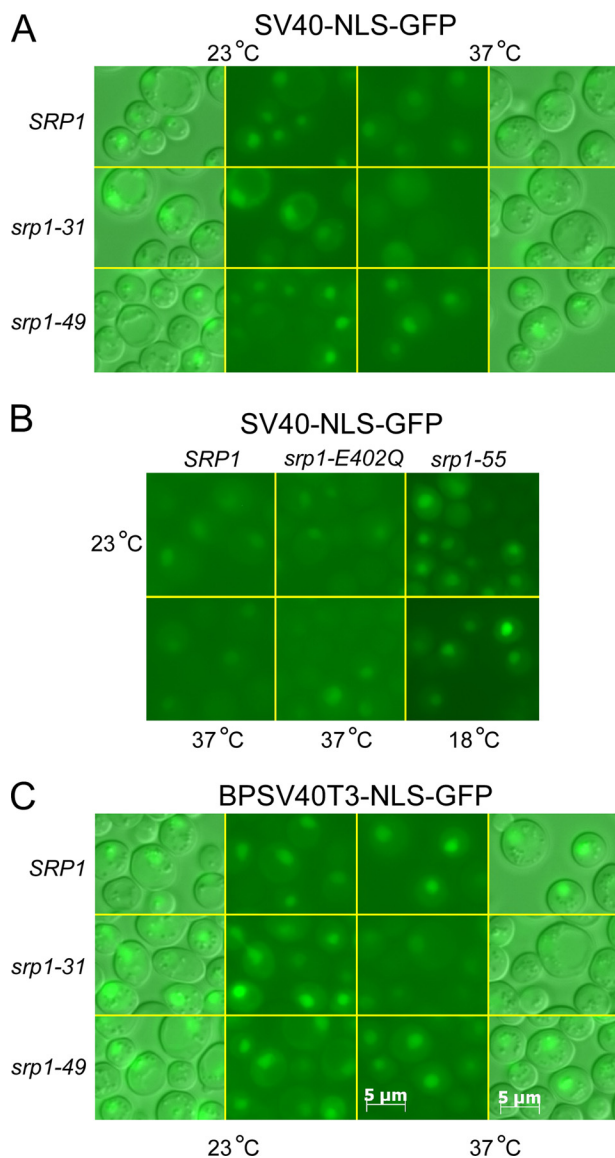 A
SV40-NLS-GFP
23°C 37°C
SRP1
srp1-31
srp1-49
B
SV40-NLS-GFP
SRP1 srp1-E402Q srp1-55
23°C
37°C 37°C 18°C
C
BPSV40T3-NLS-GFP
SRP1
srp1-31
srp1-49
5 µm 5 µm
23°C 37°C